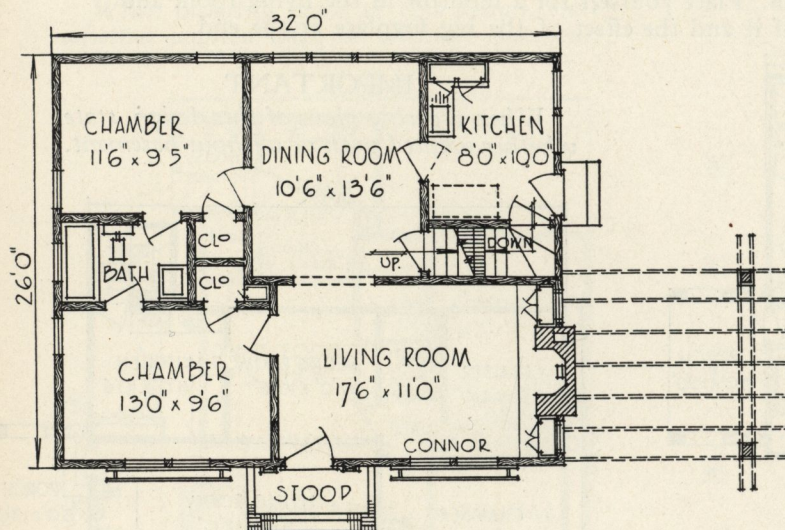 32'0"
CHAMBER
11'6" x 9'5"
DINING ROOM
10'6" x 13'6"
KITCHEN
8'0" x 10'0"
26'0"
BATH
CLO
CLO
UP.
DOWN
CHAMBER
13'0" x 9'6"
LIVING ROOM
17'6" x 11'0"
CONNOR
STOOP